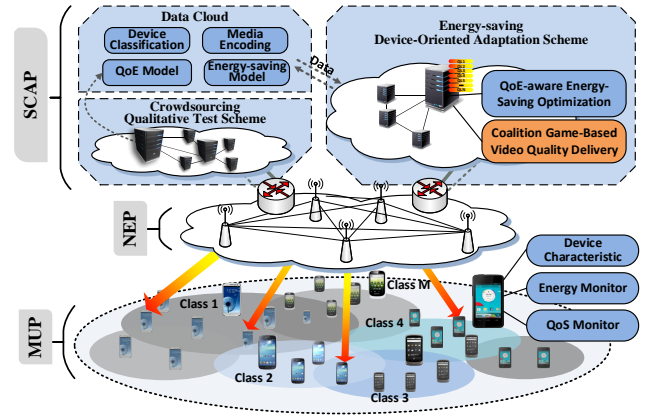 Data Cloud
Device
Classification
Media
Encoding
QoE Model
Energy-saving
Model
Data
Energy-saving
Device-Oriented Adaptation Scheme
QoE-aware Energy-
Saving Optimization
Coalition Game-Based
Video Quality Delivery
Crowdsourcing
Qualitative Test Scheme
SCAP
NEP
MUP
Class 1
Class M
Class 4
Class 2
Class 3
Device
Characteristic
Energy Monitor
QoS Monitor